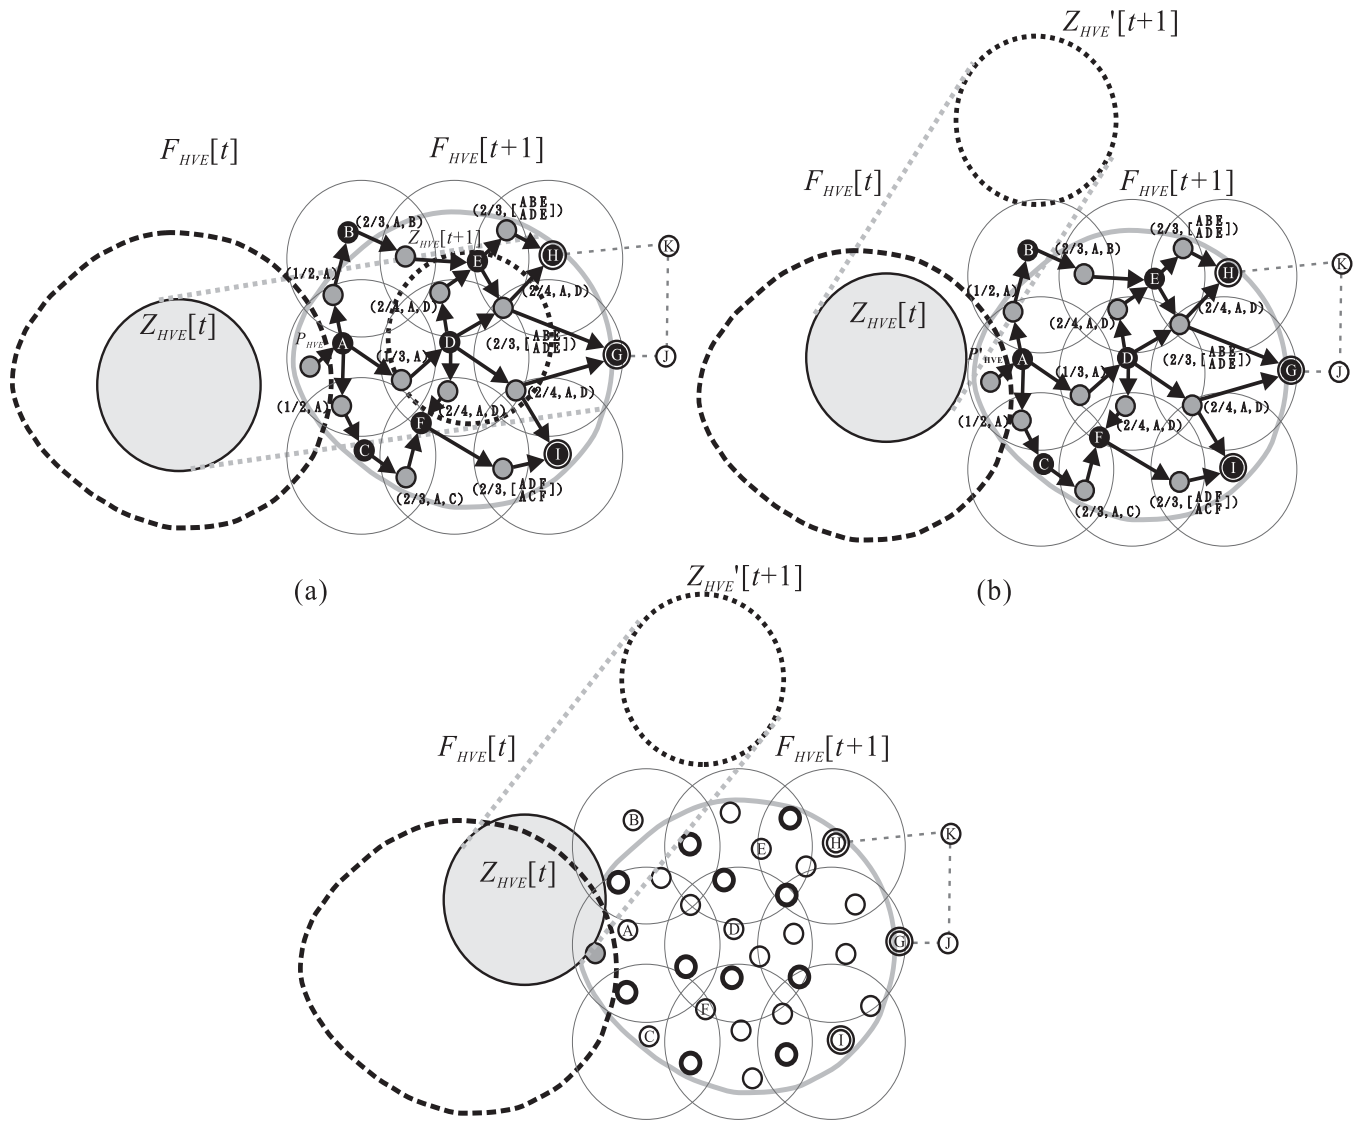 Z_HVE'[t+1]
F_HVE[t]
F_HVE[t+1]
B
(2/3,A,B)
(2/3,[ABE
ADE])
Z_HVE[t+1]
E
H
K
(1/2,A)
(2/4,A,D)
(2/4,A,D)
Z_HVE[t]
P_HVE
A
(1/3,A)
D
(2/3,[ABE
ADE])
G
J
(1/2,A)
(2/4,A,D)
(2/4,A,D)
F
C
I
(2/3,A,C)
(2/3,[ADF
ACF])
(a)
F_HVE[t]
F_HVE[t+1]
B
(2/3,A,B)
(2/3,[ABE
ADE])
E
H
K
(1/2,A)
(2/4,A,D)
(2/4,A,D)
Z_HVE[t]
P'_HVE
A
(1/3,A)
D
(2/3,[ABE
ADE])
G
J
(1/2,A)
(2/4,A,D)
(2/4,A,D)
F
C
I
(2/3,A,C)
(2/3,[ADF
ACF])
(b)
Z_HVE'[t+1]
F_HVE[t]
F_HVE[t+1]
B
E
H
K
Z_HVE[t]
A
D
G
J
F
C
I